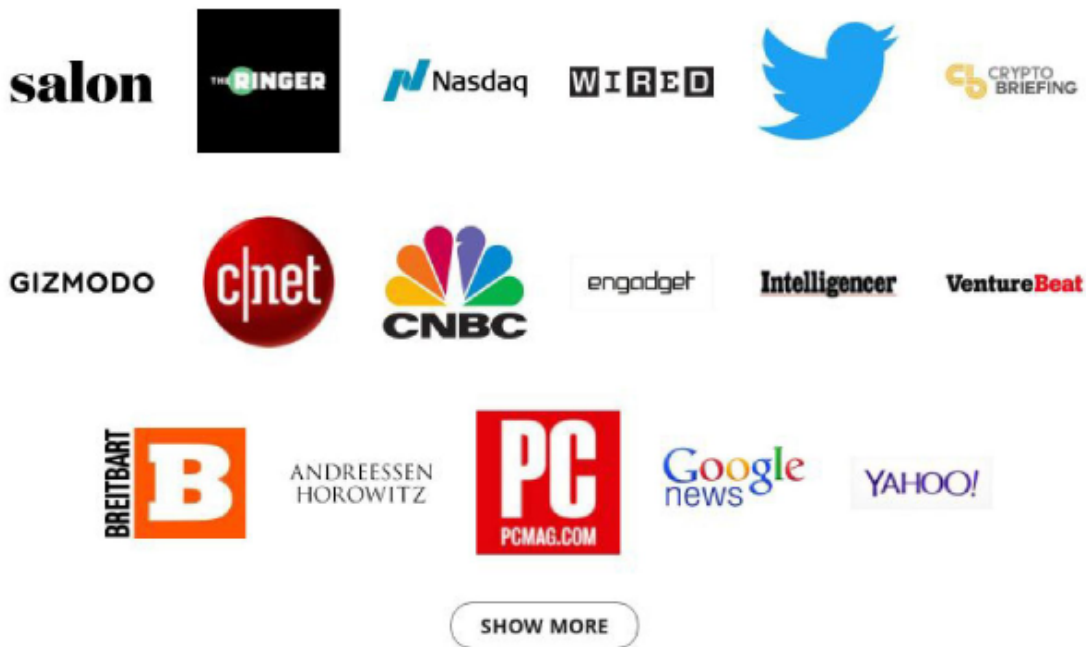 salon
THE RINGER
Nasdaq
WIRED
CRYPTO
BRIEFING
GIZMODO
c|net
CNBC
engadget
Intelligencer
VentureBeat
BREITBART
B
ANDREESSEN
HOROWITZ
PC
PCMAG.COM
Google
news
YAHOO!
SHOW MORE